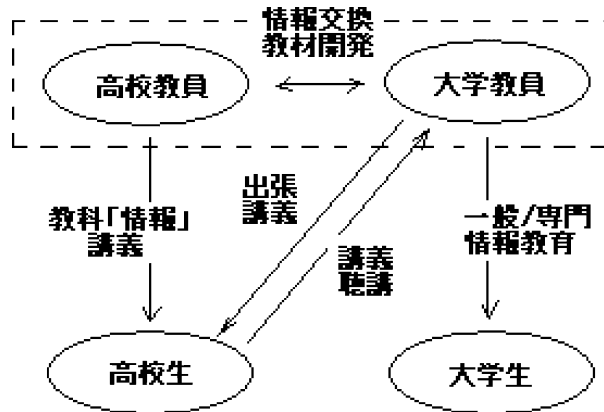 情報交換
教材開発
高校教員
大学教員
出張
講義
教科「情報」
講義
一般/専門
情報教育
講義
聴講
高校生
大学生